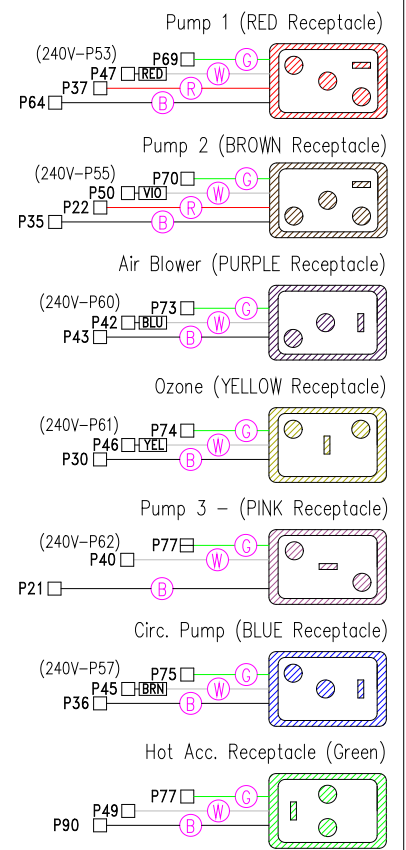 Pump 1 (RED Receptacle)
(240V-P53) P69 G
P47 RED W
P37 R
P64 B
Pump 2 (BROWN Receptacle)
(240V-P55) P70 G
P50 VIO W
P22 R
P35 B
Air Blower (PURPLE Receptacle)
(240V-P60) P73 G
P42 BLU W
P43 B
Ozone (YELLOW Receptacle)
(240V-P61) P74 G
P46 YEL W
P30 B
Pump 3 - (PINK Receptacle)
(240V-P62) P77 G
P40 W
P21 B
Circ. Pump (BLUE Receptacle)
(240V-P57) P75 G
P45 BRN W
P36 B
Hot Acc. Receptacle (Green)
P77 G
P49 W
P90 B